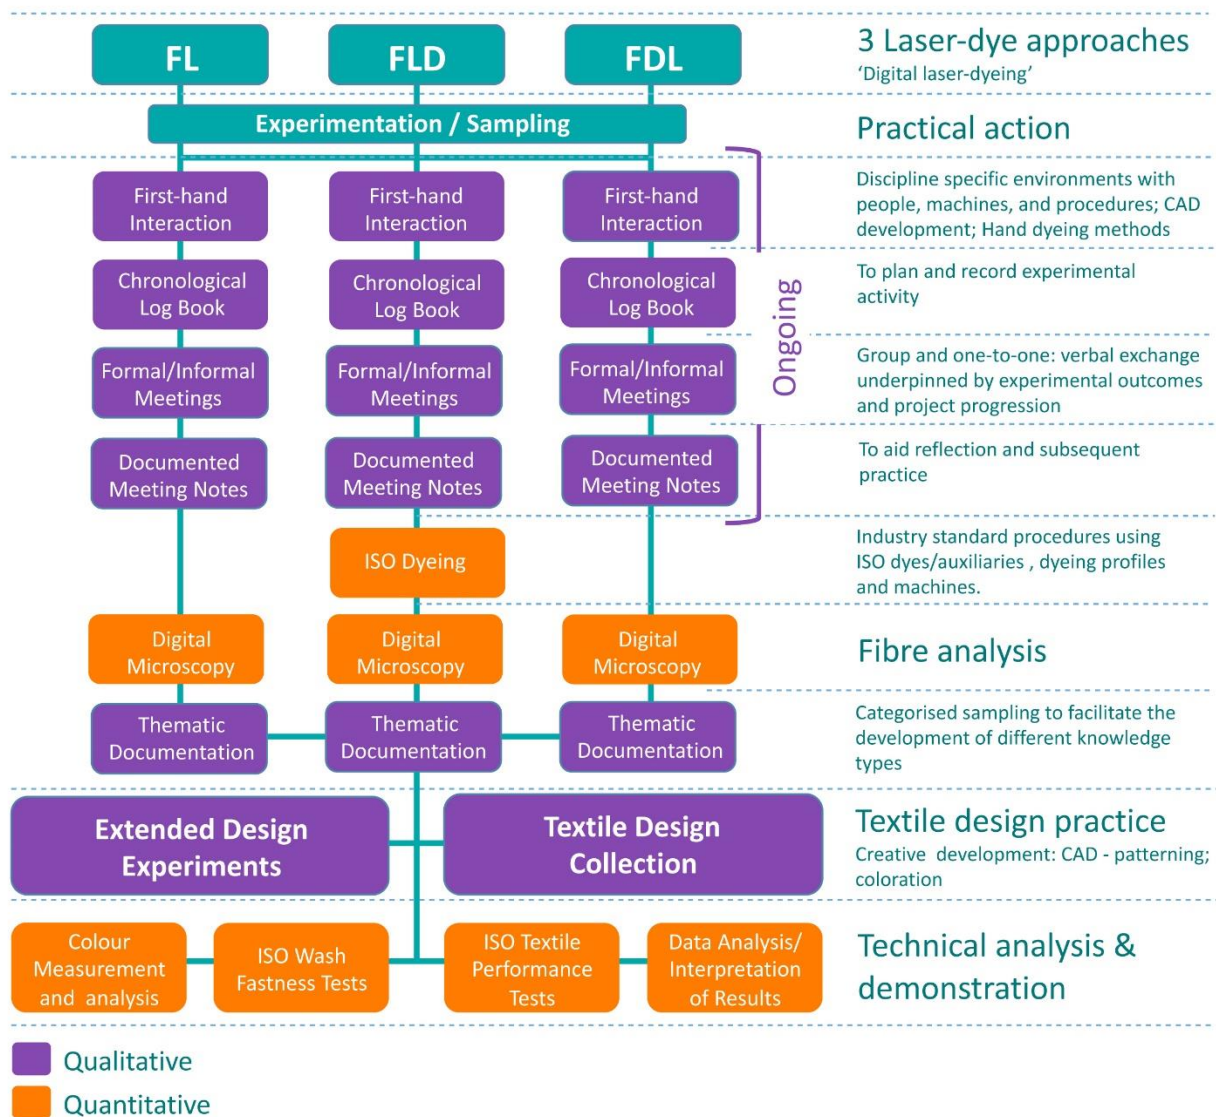 FL
FLD
FDL
3 Laser-dye approaches
‘Digital laser-dyeing’
Experimentation / Sampling
Practical action
First-hand
Interaction
First-hand
Interaction
First-hand
Interaction
Discipline specific environments with
people, machines, and procedures; CAD
development; Hand dyeing methods
Chronological
Log Book
Chronological
Log Book
Chronological
Log Book
To plan and record experimental
activity
Ongoing
Formal/Informal
Meetings
Formal/Informal
Meetings
Formal/Informal
Meetings
Group and one-to-one: verbal exchange
underpinned by experimental outcomes
and project progression
Documented
Meeting Notes
Documented
Meeting Notes
Documented
Meeting Notes
To aid reflection and subsequent
practice
ISO Dyeing
Industry standard procedures using
ISO dyes/auxiliaries , dyeing profiles
and machines.
Digital
Microscopy
Digital
Microscopy
Digital
Microscopy
Fibre analysis
Thematic
Documentation
Thematic
Documentation
Thematic
Documentation
Categorised sampling to facilitate the
development of different knowledge
types
Extended Design
Experiments
Textile Design
Collection
Textile design practice
Creative development: CAD - patterning;
coloration
Colour
Measurement
and analysis
ISO Wash
Fastness Tests
ISO Textile
Performance
Tests
Data Analysis/
Interpretation
of Results
Technical analysis &
demonstration
Qualitative
Quantitative